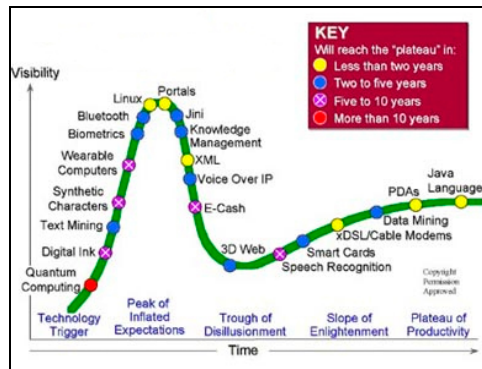 KEY
Will reach the "plateau" in:
Less than two years
Two to five years
Five to 10 years
More than 10 years
Visibility
Linux
Portals
Bluetooth
Jini
Biometrics
Knowledge
Management
Wearable
Computers
XML
Voice Over IP
Synthetic
Characters
E-Cash
Text Mining
Digital Ink
Quantum
Computing
3D Web
Speech Recognition
Smart Cards
xDSL/Cable Modems
Data Mining
PDAs
Java
Language
Copyright
Permission
Approved
Technology
Trigger
Peak of
Inflated
Expectations
Trough of
Disillusionment
Slope of
Enlightenment
Plateau of
Productivity
Time